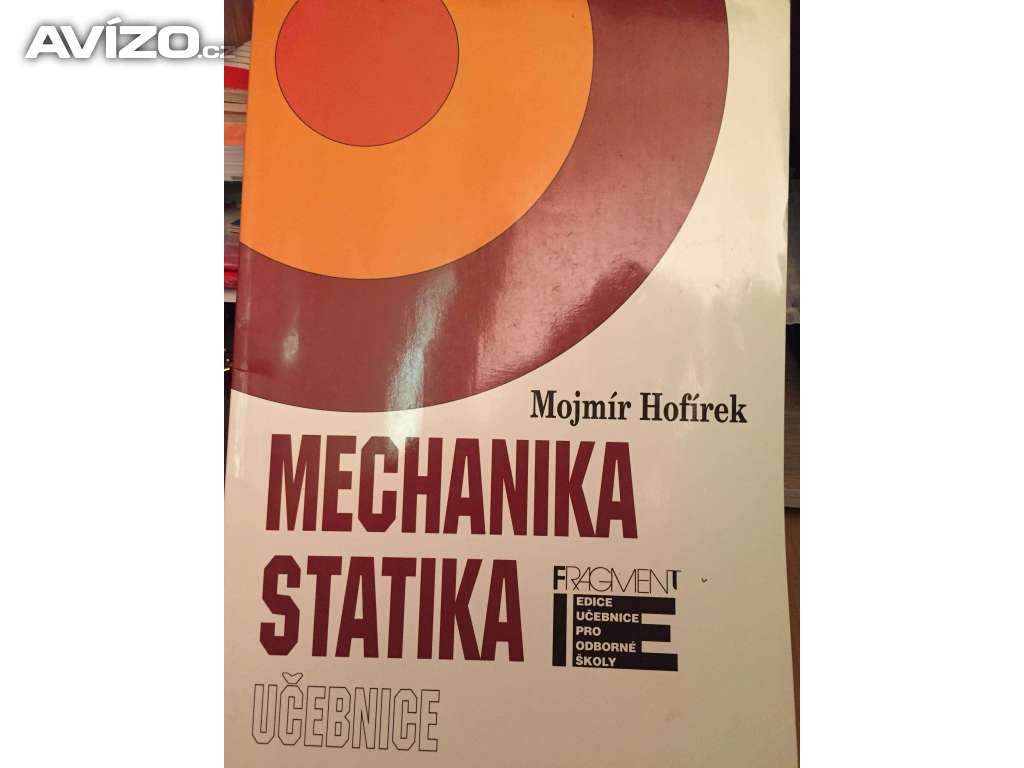 AVÍZO.cz
Mojmír Hofírek
MECHANIKA
STATIKA
FRAGMENT
EDICE
UČEBNICE
PRO
ODBORNÉ
ŠKOLY
UČEBNICE